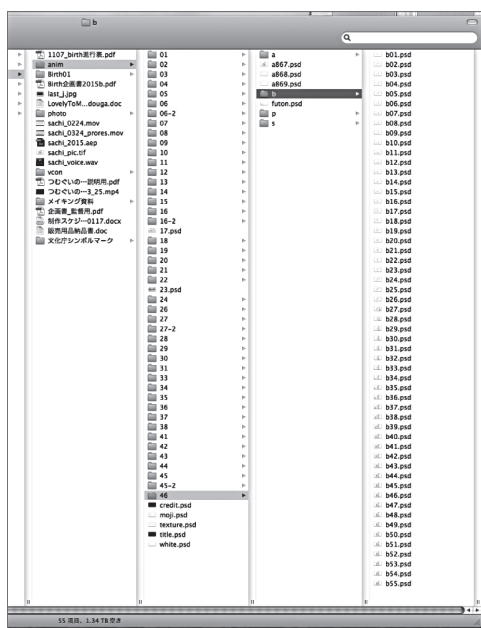 b
1107_birth進行表.pdf
anim
Birth01
Birth企画書2015b.pdf
last_j.jpg
LovelyToM...douga.doc
photo
sachi_0224.mov
sachi_0324_prores.mov
sachi_2015.aep
sachi_pic.tif
sachi_voice.wav
vcon
つむぐいの…説明用.pdf
つむぐいの…3_25.mp4
メイキング資料
企画書_監督用.pdf
制作スケジ…0117.docx
販売用品納品書.doc
文化庁シンボルマーク
01
02
03
04
05
06
06-2
07
08
09
10
11
12
13
14
15
16
16-2
17.psd
18
19
20
21
22
23.psd
24
26
27
27-2
28
29
30
31
33
34
35
36
37
38
41
42
43
44
45
45-2
46
credit.psd
moji.psd
texture.psd
title.psd
white.psd
a
a867.psd
a868.psd
a869.psd
b
futon.psd
p
s
b01.psd
b02.psd
b03.psd
b04.psd
b05.psd
b06.psd
b07.psd
b08.psd
b09.psd
b10.psd
b11.psd
b12.psd
b13.psd
b14.psd
b15.psd
b16.psd
b17.psd
b18.psd
b19.psd
b20.psd
b21.psd
b22.psd
b23.psd
b24.psd
b25.psd
b26.psd
b27.psd
b28.psd
b29.psd
b30.psd
b31.psd
b32.psd
b33.psd
b34.psd
b35.psd
b36.psd
b37.psd
b38.psd
b39.psd
b40.psd
b41.psd
b42.psd
b43.psd
b44.psd
b45.psd
b46.psd
b47.psd
b48.psd
b49.psd
b50.psd
b51.psd
b52.psd
b53.psd
b54.psd
b55.psd
55 項目、1.34 TB 空き